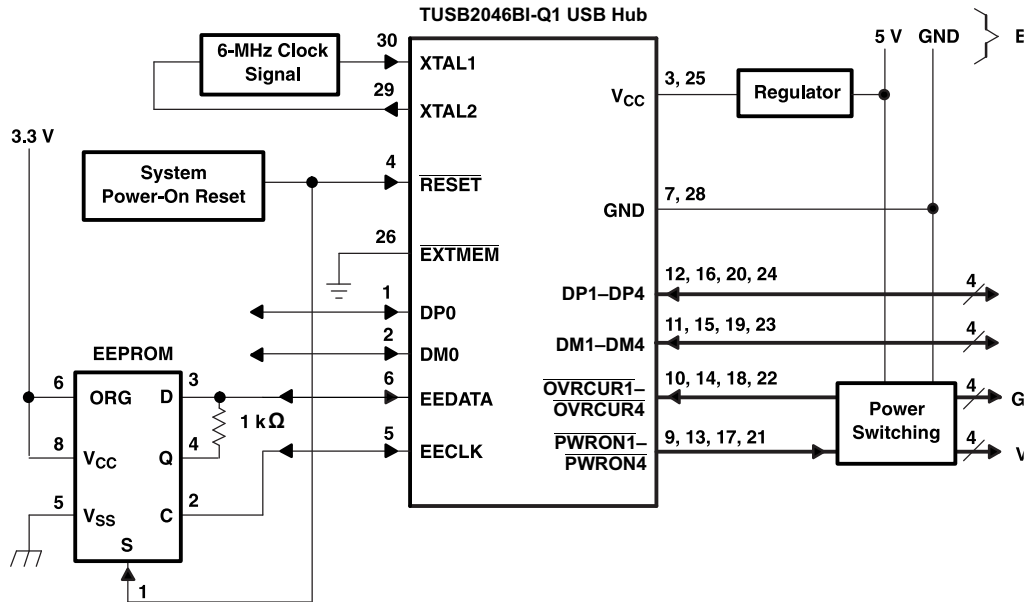 TUSB2046BI-Q1 USB Hub
6-MHz Clock
Signal
30
XTAL1
29
XTAL2
3.3 V
System
Power-On Reset
4
RESET
26
EXTMEM
1
DP0
2
DM0
EEPROM
6
ORG
D
3
6
EEDATA
1 kΩ
8
VCC
Q
4
5
EECLK
5
VSS
C
2
S
1
5 V
GND
E
VCC
3, 25
Regulator
GND
7, 28
DP1–DP4
12, 16, 20, 24
4
DM1–DM4
11, 15, 19, 23
4
OVRCUR1–
OVRCUR4
10, 14, 18, 22
4
G
Power
Switching
PWRON1–
PWRON4
9, 13, 17, 21
4
V